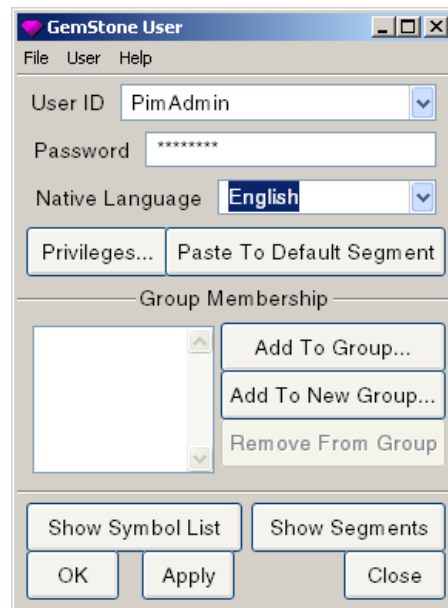 GemStone User
File User Help
User ID PimAdmin
Password ********
Native Language English
Privileges... Paste To Default Segment
Group Membership
Add To Group...
Add To New Group...
Remove From Group
Show Symbol List Show Segments
OK Apply Close